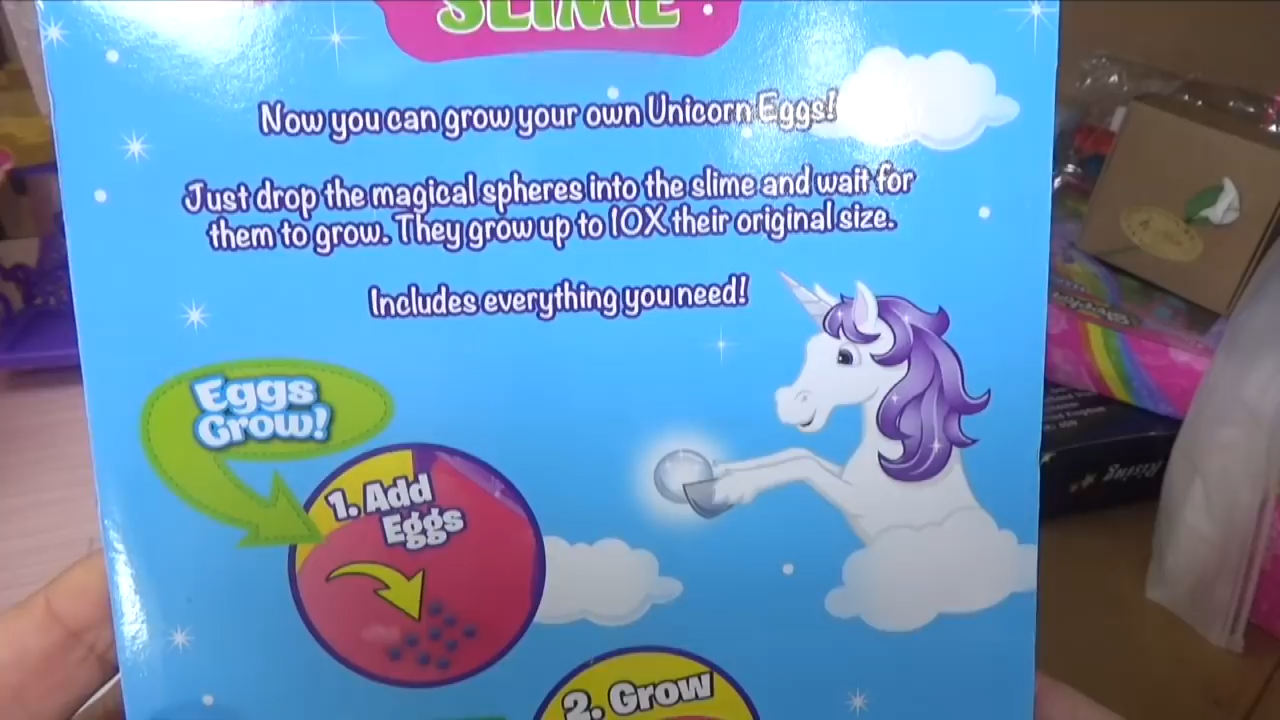 SLIME
Now you can grow your own Unicorn Eggs!
Just drop the magical spheres into the slime and wait for
them to grow. They grow up to 10X their original size.
Includes everything you need!
Eggs
Grow!
1. Add
Eggs
2. Grow
Rising